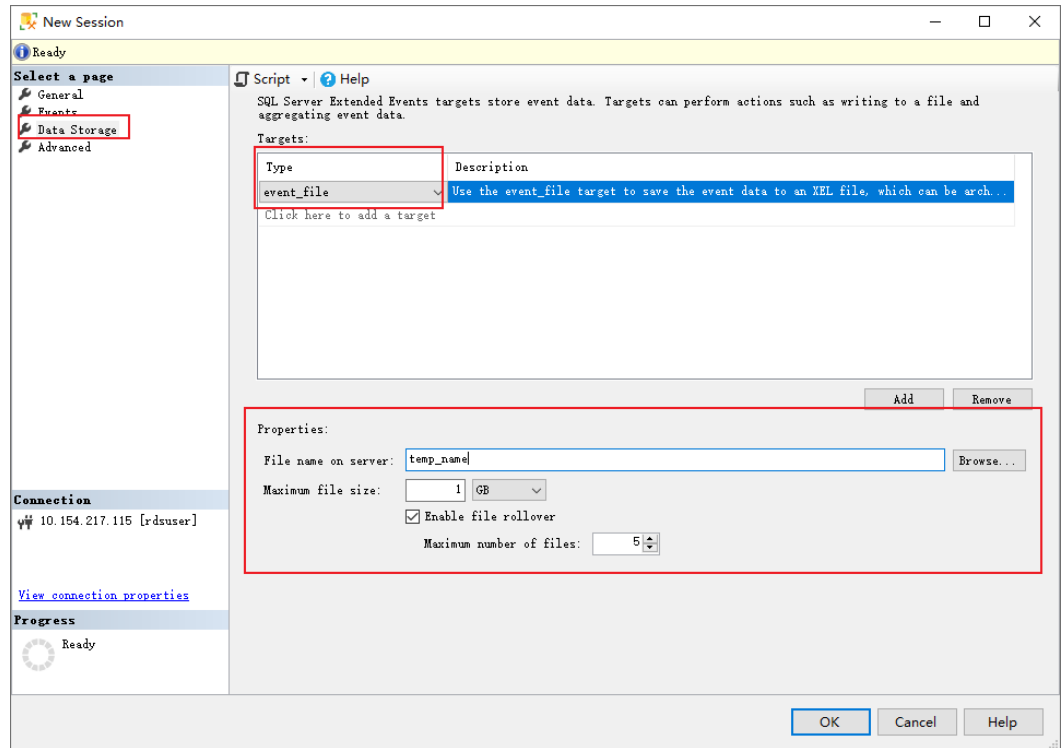 New Session
Ready
Select a page
General
Events
Data Storage
Advanced
Script
Help
SQL Server Extended Events targets store event data. Targets can perform actions such as writing to a file and
aggregating event data.
Targets:
Type
Description
event_file
Use the event_file target to save the event data to an XEL file, which can be arch...
Click here to add a target
Add
Remove
Properties:
File name on server:
temp_name
Browse...
Maximum file size:
1
GB
Enable file rollover
Maximum number of files:
5
Connection
10.154.217.115 [rdsuser]
View connection properties
Progress
Ready
OK
Cancel
Help